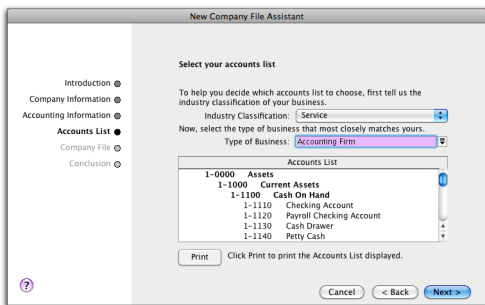 New Company File Assistant
Select your accounts list
Introduction
Company Information
Accounting Information
Accounts List
Company File
Conclusion
To help you decide which accounts list to choose, first tell us the
industry classification of your business.
Industry Classification: Service
Now, select the type of business that most closely matches yours.
Type of Business: Accounting Firm
Accounts List
1-0000 Assets
1-1000 Current Assets
1-1100 Cash On Hand
1-1110 Checking Account
1-1120 Payroll Checking Account
1-1130 Cash Drawer
1-1140 Petty Cash
Print Click Print to print the Accounts List displayed.
? Cancel < Back Next >